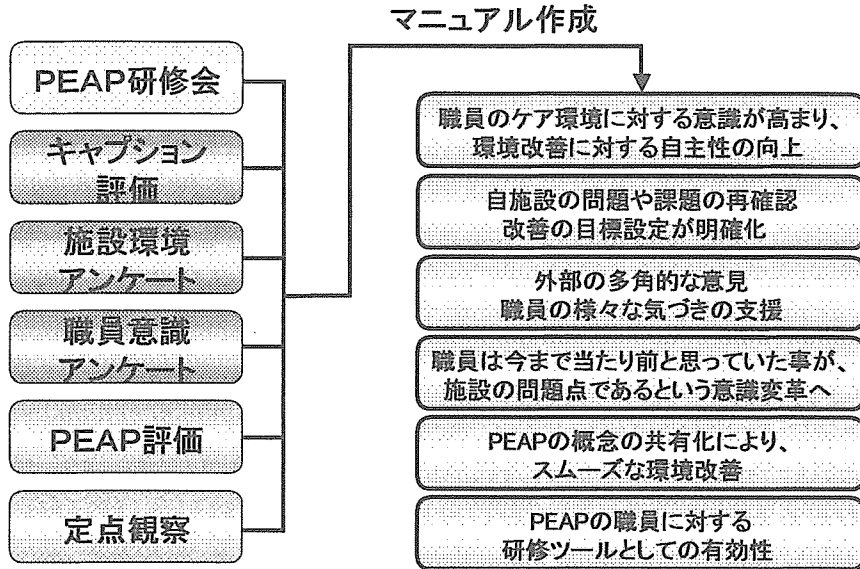 マニュアル作成
PEAP研修会
キャプション
評価
施設環境
アンケート
職員意識
アンケート
PEAP評価
定点観察
職員のケア環境に対する意識が高まり、
環境改善に対する自主性の向上
自施設の問題や課題の再確認
改善の目標設定が明確化
外部の多角的な意見
職員の様々な気づきの支援
職員は今まで当たり前と思っていた事が、
施設の問題点であるという意識変革へ
PEAPの概念の共有化により、
スムーズな環境改善
PEAPの職員に対する
研修ツールとしての有効性